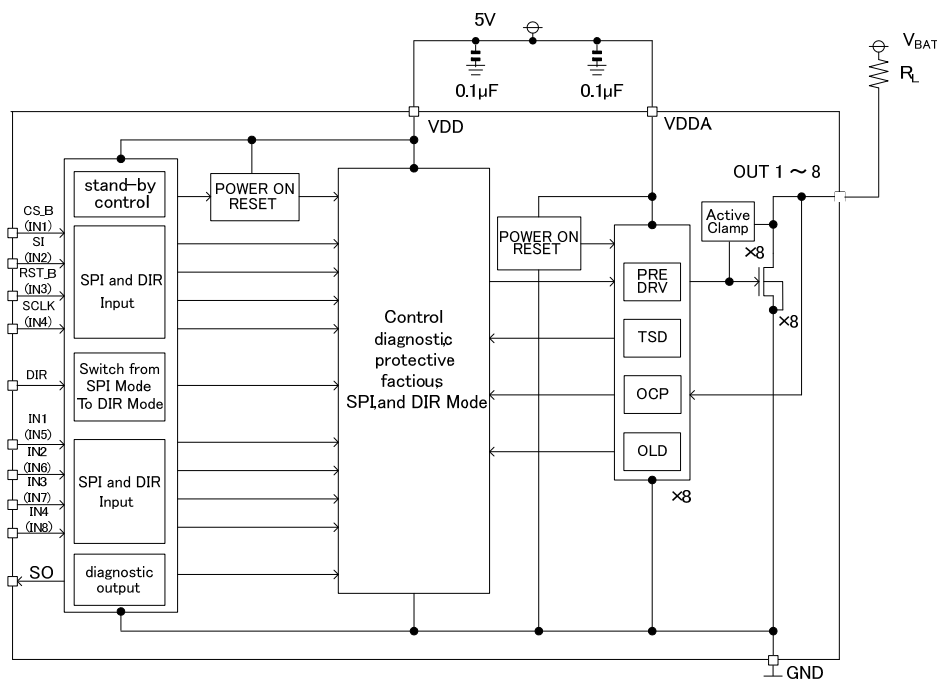 5V
0.1μF
0.1μF
VBAT
RL
VDD
VDDA
OUT 1 ～ 8
stand-by
control
POWER ON
RESET
CS_B
(IN1)
SI
(IN2)
RST_B
(IN3)
SCLK
(IN4)
SPI and DIR
Input
DIR
Switch from
SPI Mode
To DIR Mode
IN1
(IN5)
IN2
(IN6)
IN3
(IN7)
IN4
(IN8)
SPI and DIR
Input
SO
diagnostic
output
Control
diagnostic
protective
factious,
SPI,and DIR Mode
POWER ON
RESET
PRE
DRV
TSD
OCP
OLD
×8
Active
Clamp
×8
×8
GND